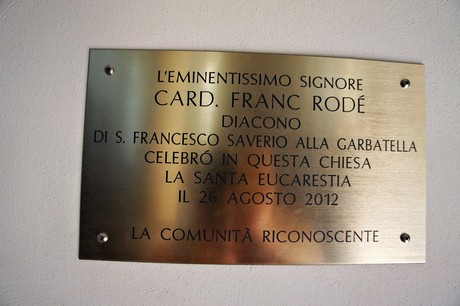 L'EMINENTISSIMO SIGNORE
CARD. FRANC RODÉ
DIACONO
DI S. FRANCESCO SAVERIO ALLA GARBATELLA
CELEBRÓ IN QUESTA CHIESA
LA SANTA EUCARESTIA
IL 26 AGOSTO 2012
LA COMUNITÀ RICONOSCENTE